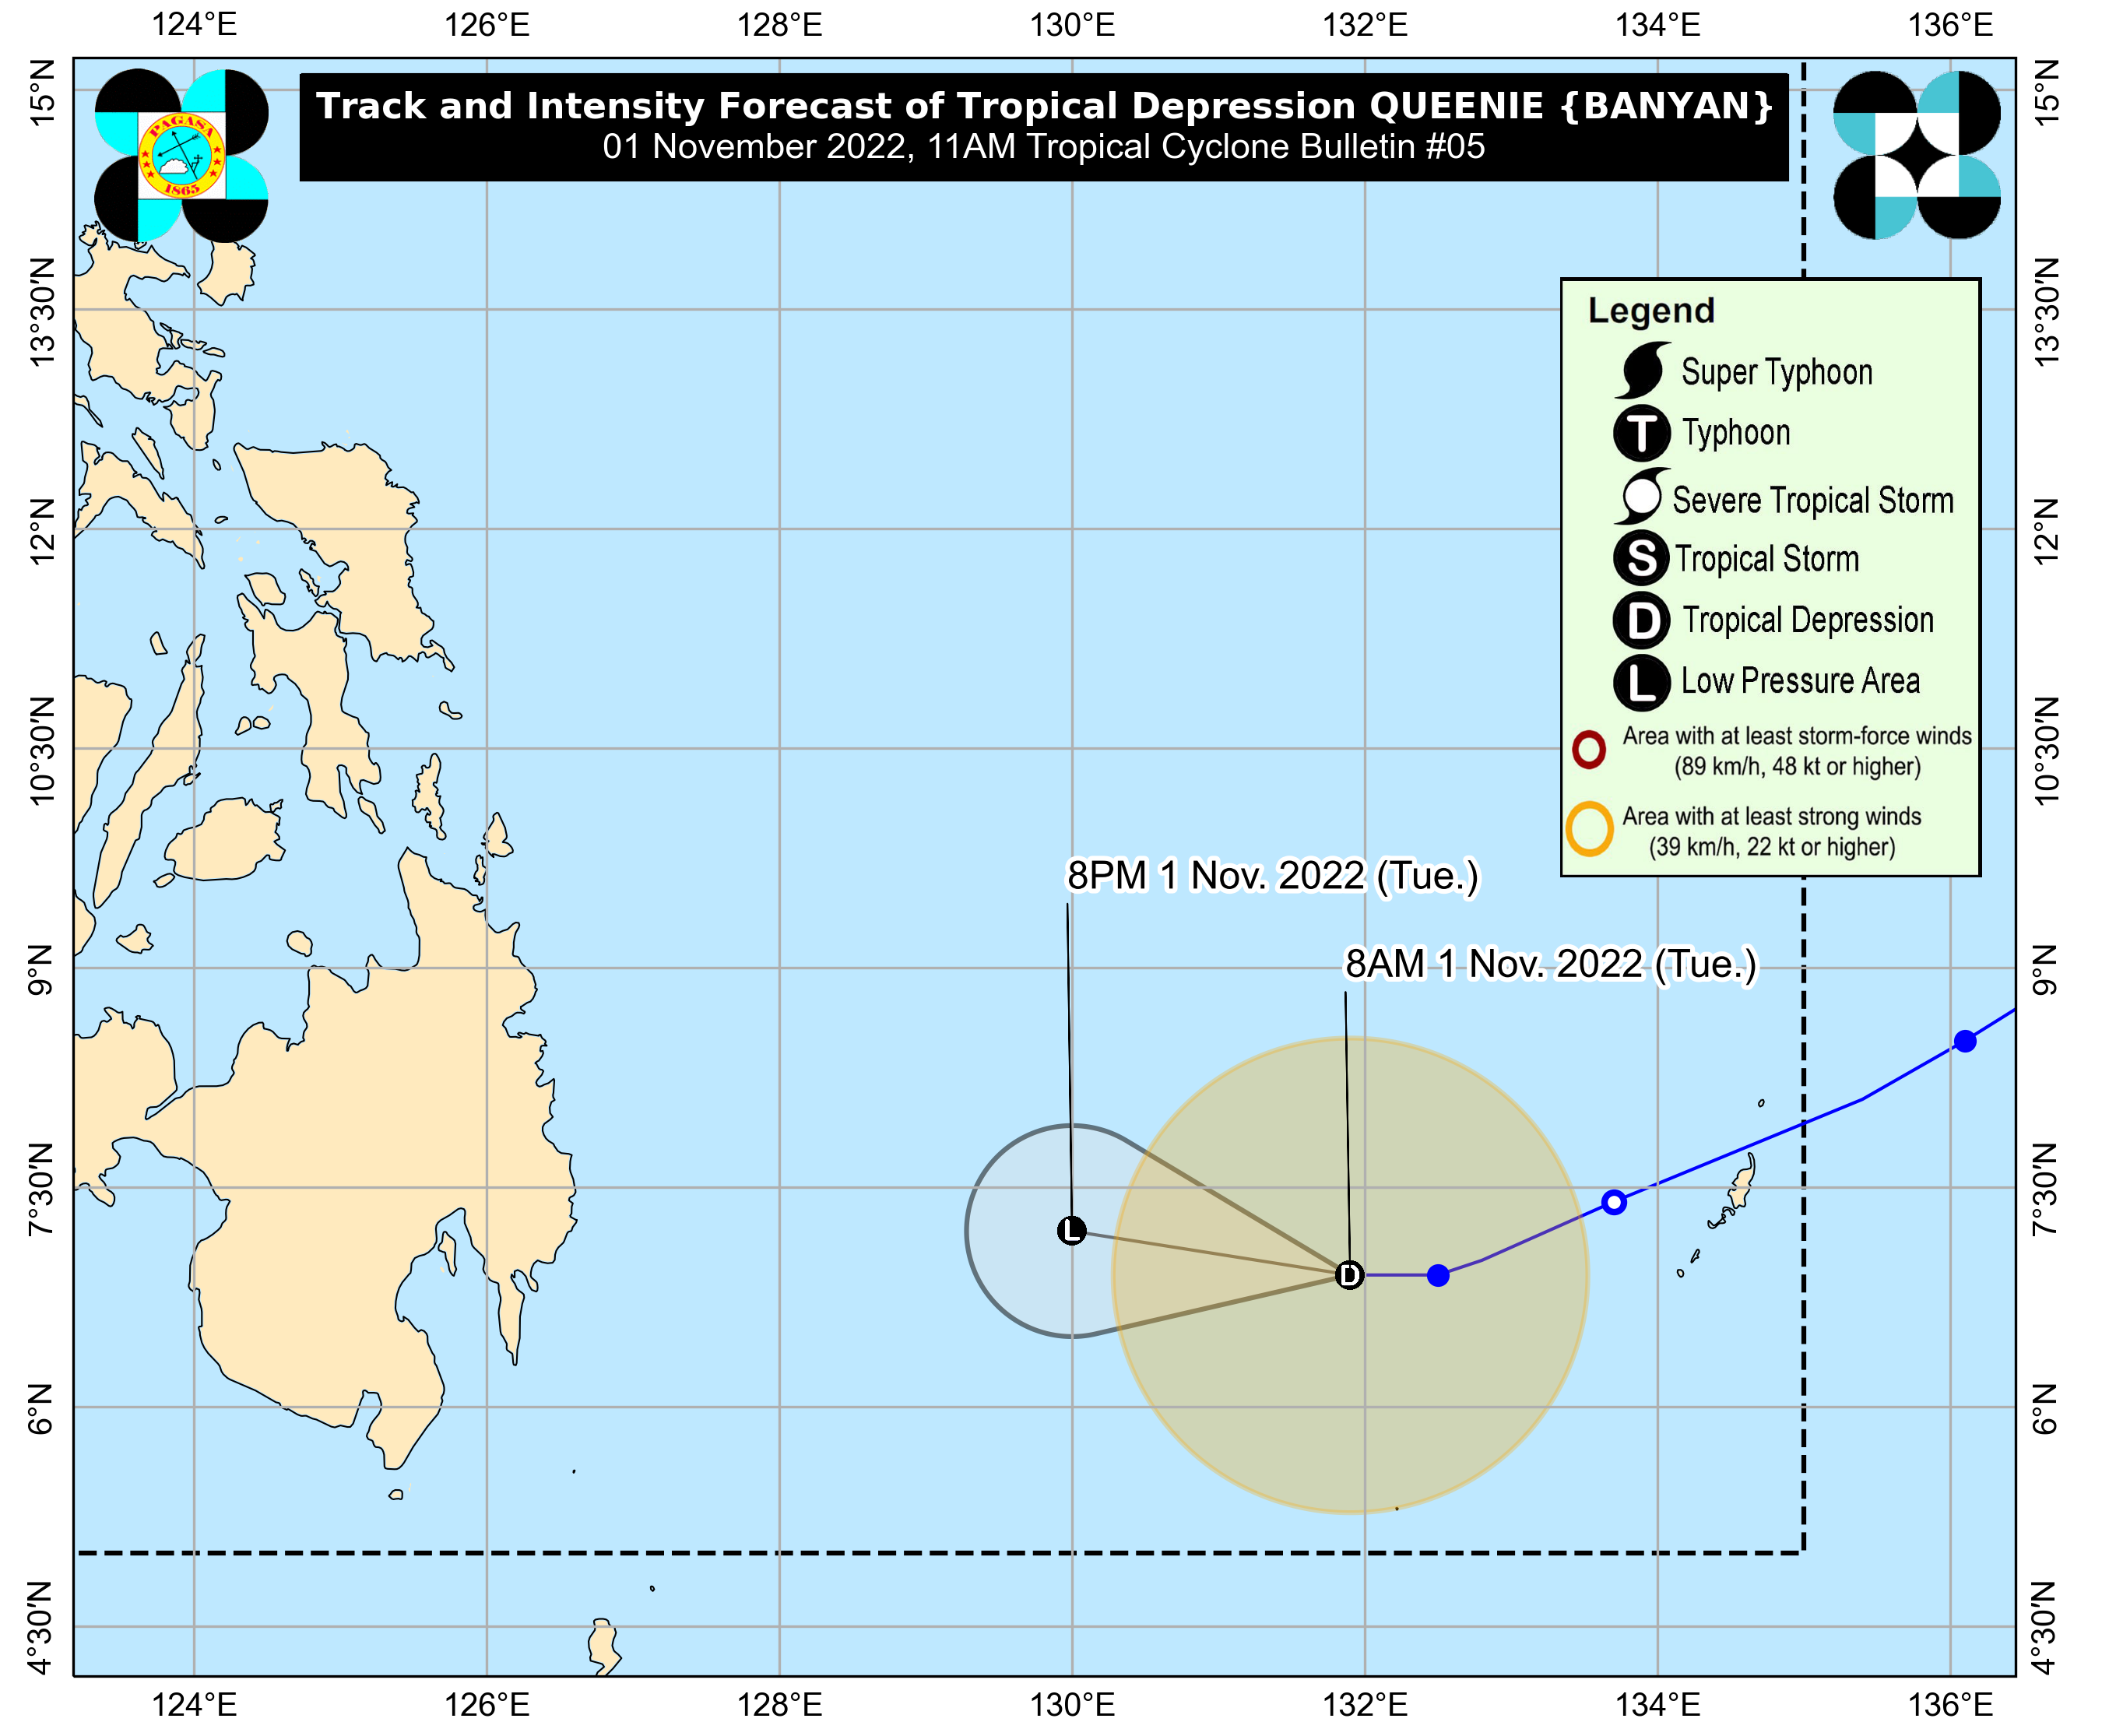 124°E 126°E 128°E 130°E 132°E 134°E 136°E
15°N
15°N
PAGASA
1865
Track and Intensity Forecast of Tropical Depression QUEENIE {BANYAN}
01 November 2022, 11AM Tropical Cyclone Bulletin #05
13°30'N
13°30'N
Legend
Super Typhoon
T Typhoon
Severe Tropical Storm
S Tropical Storm
D Tropical Depression
L Low Pressure Area
Area with at least storm-force winds
(89 km/h, 48 kt or higher)
Area with at least strong winds
(39 km/h, 22 kt or higher)
12°N
12°N
10°30'N
10°30'N
8PM 1 Nov. 2022 (Tue.)
8AM 1 Nov. 2022 (Tue.)
9°N
9°N
7°30'N
7°30'N
L
D
6°N
6°N
4°30'N
4°30'N
124°E 126°E 128°E 130°E 132°E 134°E 136°E